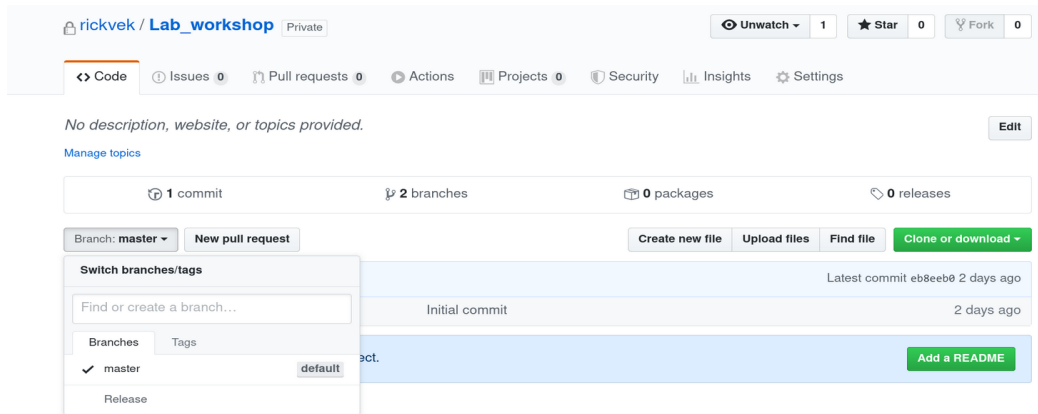 rickvek / Lab_workshop Private Unwatch 1 Star 0 Fork 0
Code Issues 0 Pull requests 0 Actions Projects 0 Security Insights Settings
No description, website, or topics provided. Edit
Manage topics
1 commit 2 branches 0 packages 0 releases
Branch: master New pull request Create new file Upload files Find file Clone or download
Switch branches/tags
Latest commit eb8eeb0 2 days ago
Find or create a branch…
Initial commit 2 days ago
Branches Tags
ect. Add a README
master default
Release